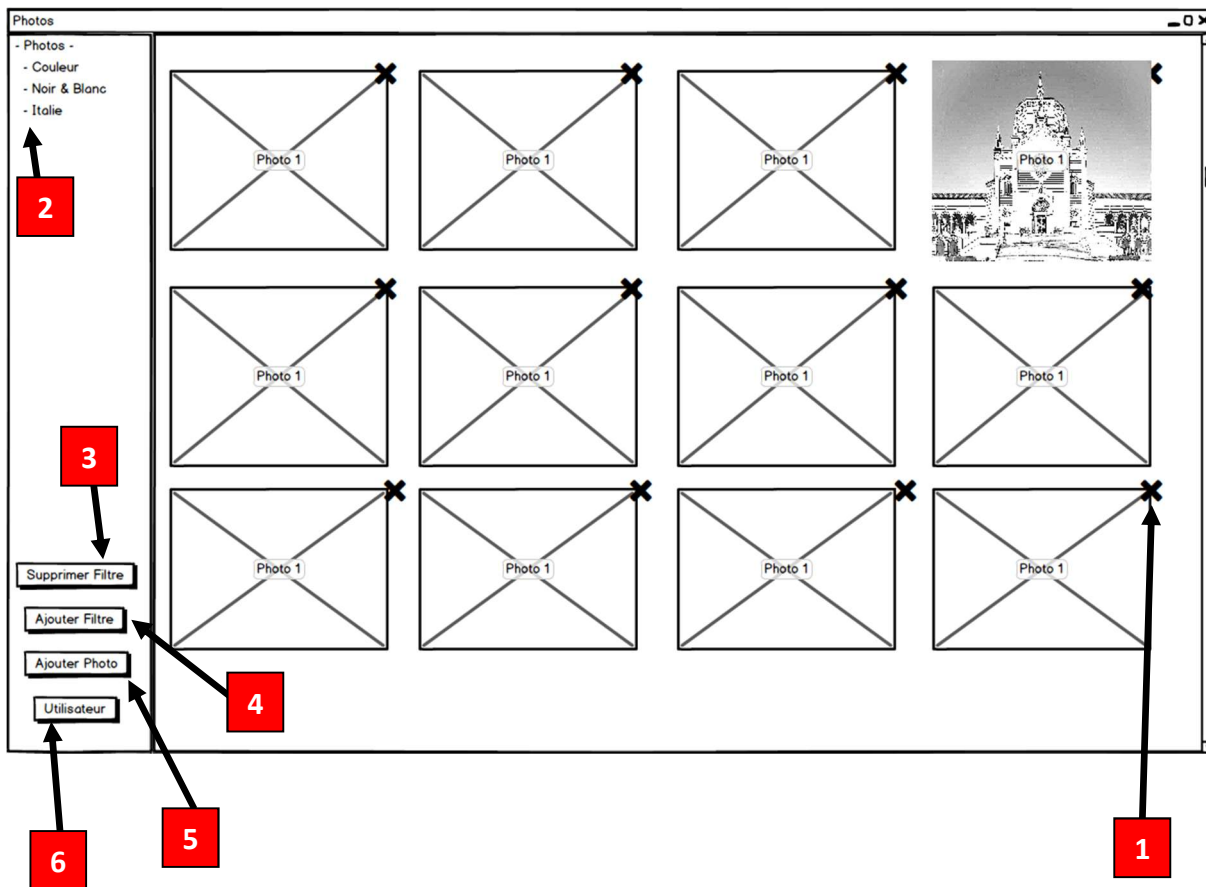 Photos
- Photos -
- Couleur
- Noir & Blanc
- Italie
2
Photo 1
Photo 1
Photo 1
Photo 1
Photo 1
Photo 1
Photo 1
Photo 1
3
Photo 1
Photo 1
Photo 1
Photo 1
Supprimer Filtre
Ajouter Filtre
Ajouter Photo
Utilisateur
4
5
6
1